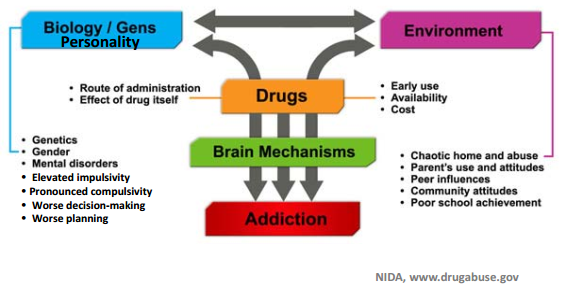 Biology / Gens
Personality
Environment
• Route of administration
• Effect of drug itself
Drugs
• Early use
• Availability
• Cost
Brain Mechanisms
Addiction
• Genetics
• Gender
• Mental disorders
• Elevated impulsivity
• Pronounced compulsivity
• Worse decision-making
• Worse planning
• Chaotic home and abuse
• Parent's use and attitudes
• Peer influences
• Community attitudes
• Poor school achievement
NIDA, www.drugabuse.gov